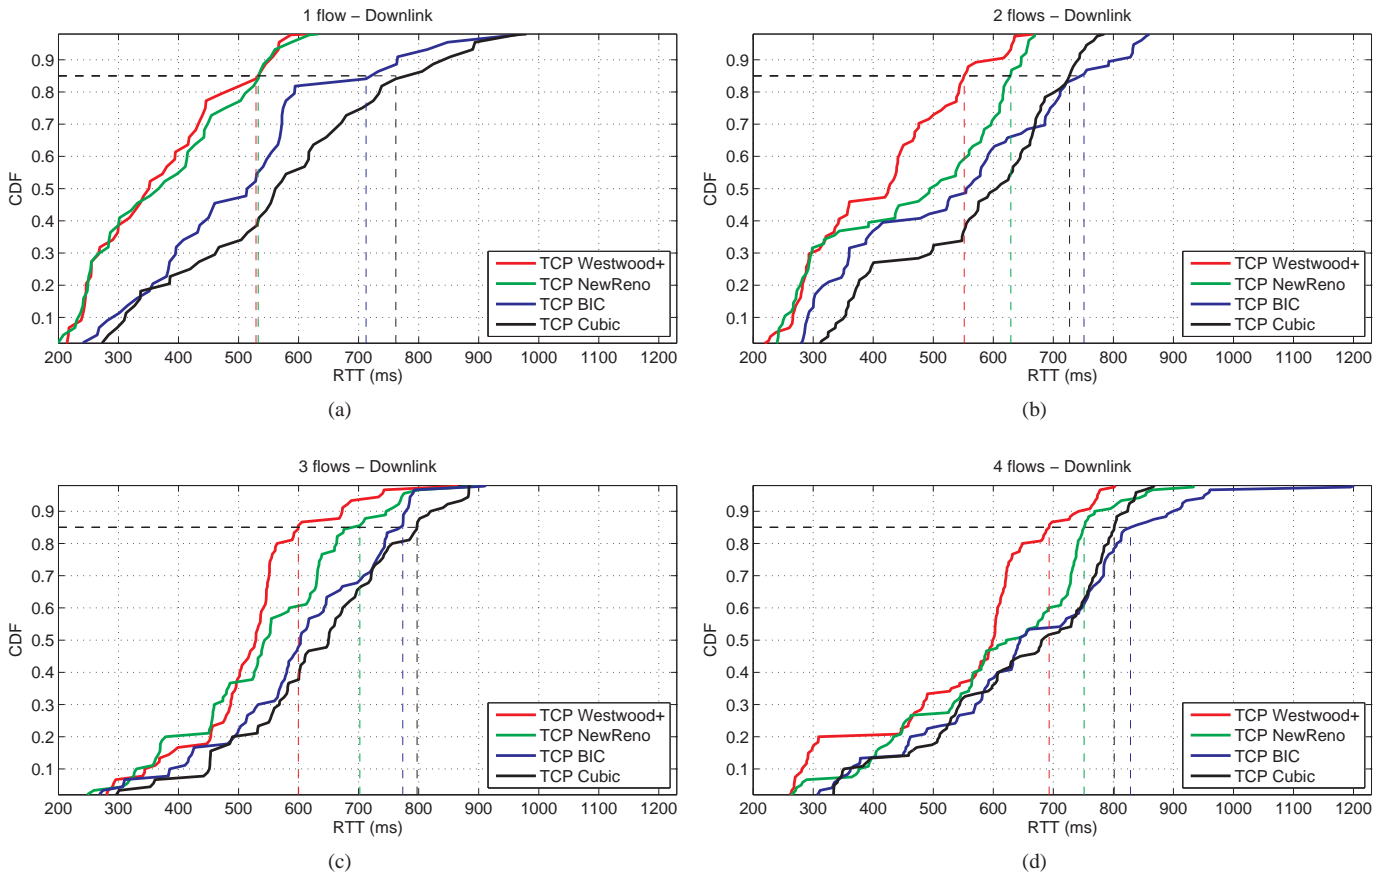 1 flow − Downlink
CDF
0.9
0.8
0.7
0.6
0.5
0.4
0.3
0.2
0.1
TCP Westwood+
TCP NewReno
TCP BIC
TCP Cubic
200 300 400 500 600 700 800 900 1000 1100 1200
RTT (ms)
(a)
2 flows − Downlink
CDF
0.9
0.8
0.7
0.6
0.5
0.4
0.3
0.2
0.1
TCP Westwood+
TCP NewReno
TCP BIC
TCP Cubic
200 300 400 500 600 700 800 900 1000 1100 1200
RTT (ms)
(b)
3 flows − Downlink
CDF
0.9
0.8
0.7
0.6
0.5
0.4
0.3
0.2
0.1
TCP Westwood+
TCP NewReno
TCP BIC
TCP Cubic
200 300 400 500 600 700 800 900 1000 1100 1200
RTT (ms)
(c)
4 flows − Downlink
CDF
0.9
0.8
0.7
0.6
0.5
0.4
0.3
0.2
0.1
TCP Westwood+
TCP NewReno
TCP BIC
TCP Cubic
200 300 400 500 600 700 800 900 1000 1100 1200
RTT (ms)
(d)